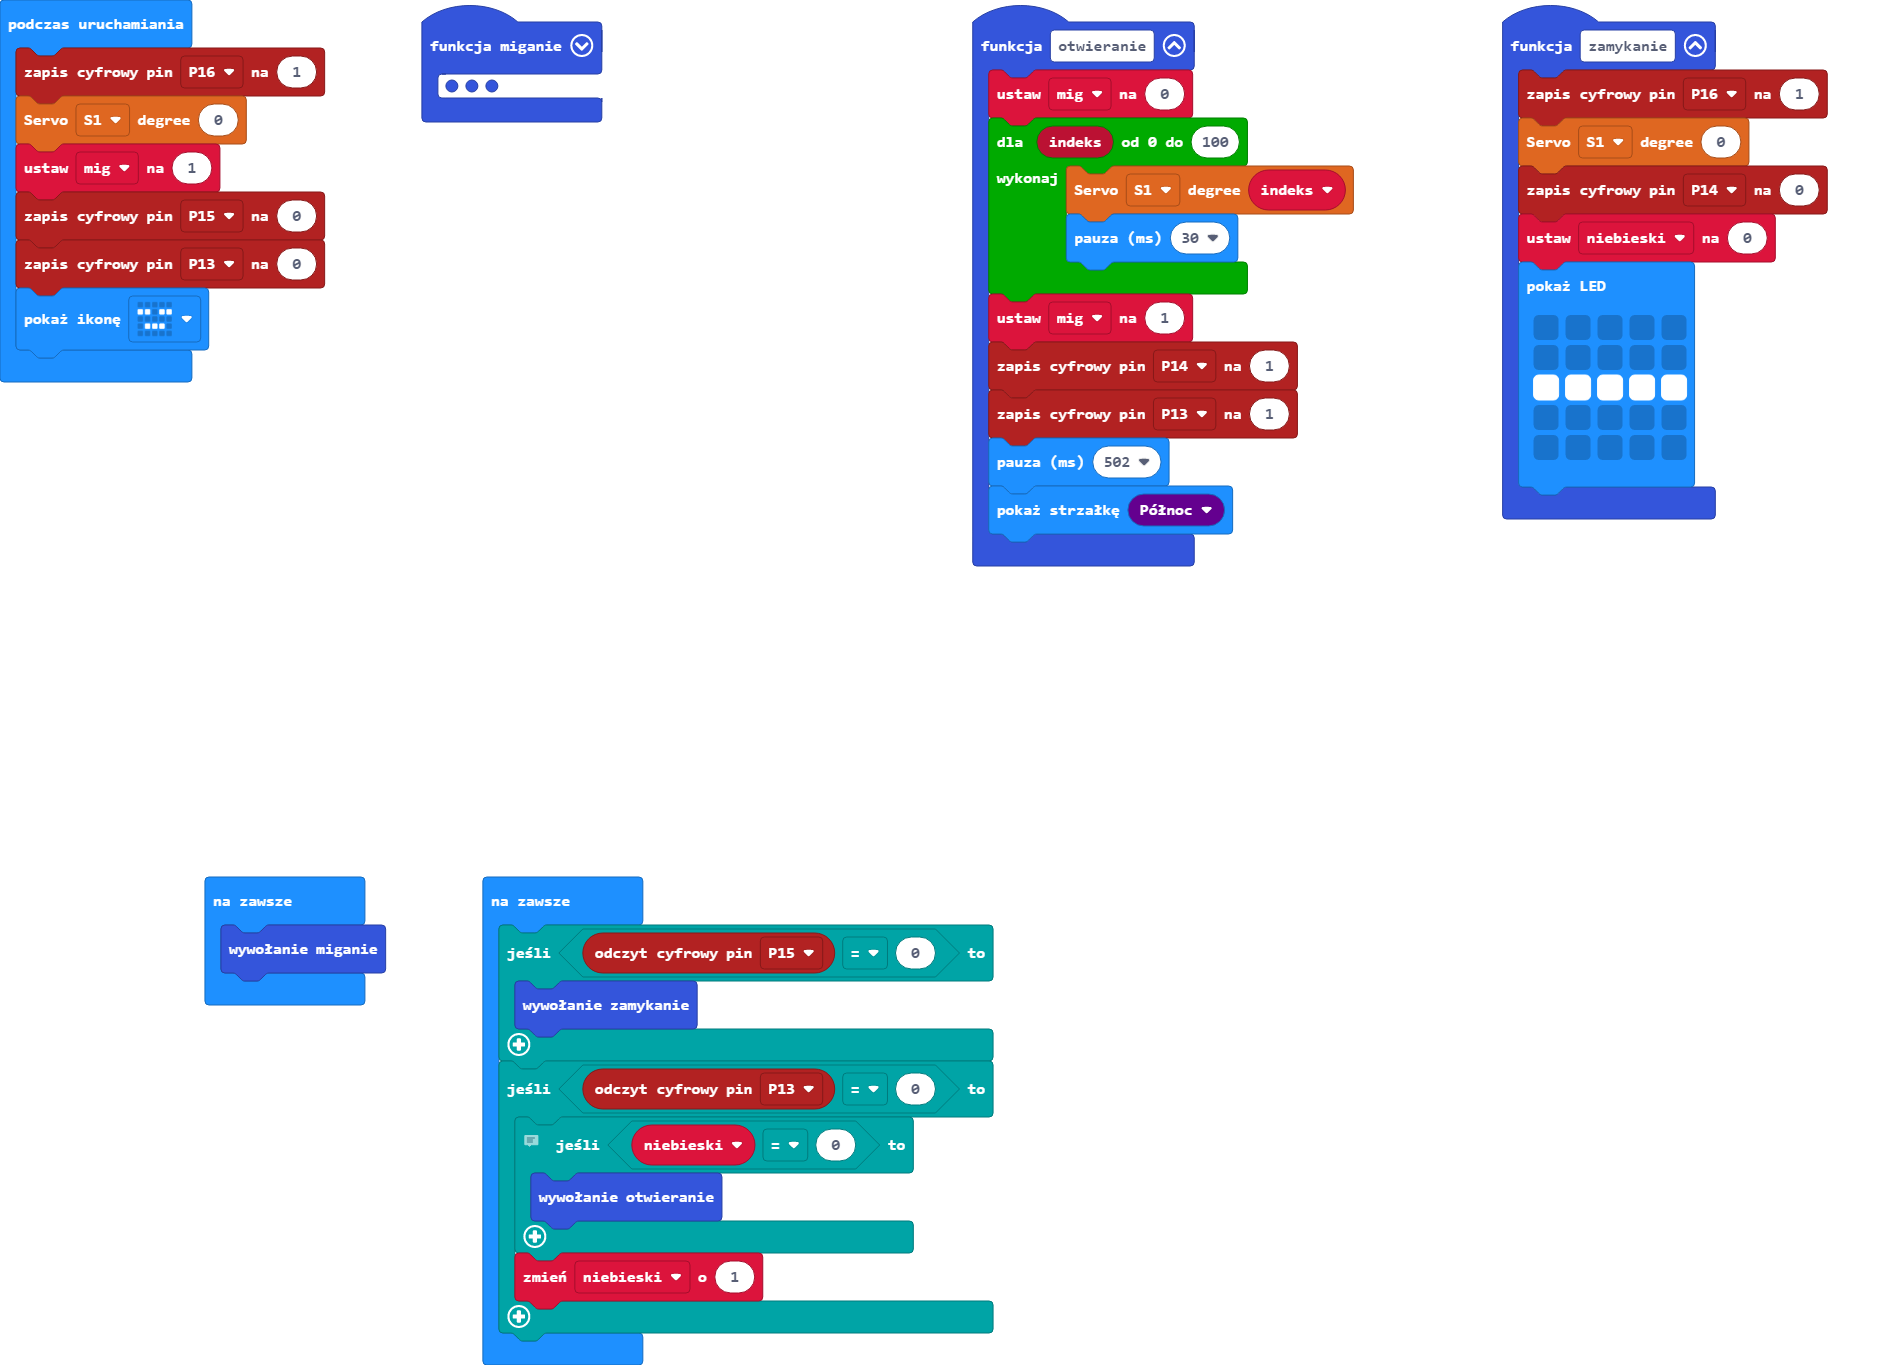 podczas uruchamiania
zapis cyfrowy pin P16 na 1
Servo S1 degree 0
ustaw mig na 1
zapis cyfrowy pin P15 na 0
zapis cyfrowy pin P13 na 0
pokaż ikonę
funkcja miganie
funkcja otwieranie
ustaw mig na 0
dla indeks od 0 do 100
wykonaj
Servo S1 degree indeks
pauza (ms) 30
ustaw mig na 1
zapis cyfrowy pin P14 na 1
zapis cyfrowy pin P13 na 1
pauza (ms) 502
pokaż strzałkę Północ
funkcja zamykanie
zapis cyfrowy pin P16 na 1
Servo S1 degree 0
zapis cyfrowy pin P14 na 0
ustaw niebieski na 0
pokaż LED
na zawsze
wywołanie miganie
na zawsze
jeśli odczyt cyfrowy pin P15 = 0 to
wywołanie zamykanie
jeśli odczyt cyfrowy pin P13 = 0 to
jeśli niebieski = 0 to
wywołanie otwieranie
zmień niebieski o 1